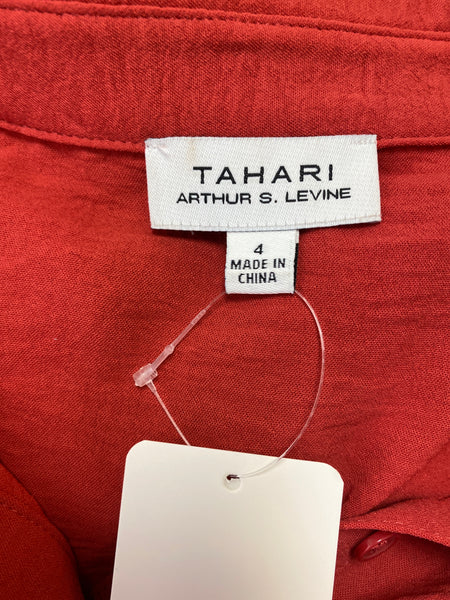 TAHARI
ARTHUR S. LEVINE
4
MADE IN
CHINA